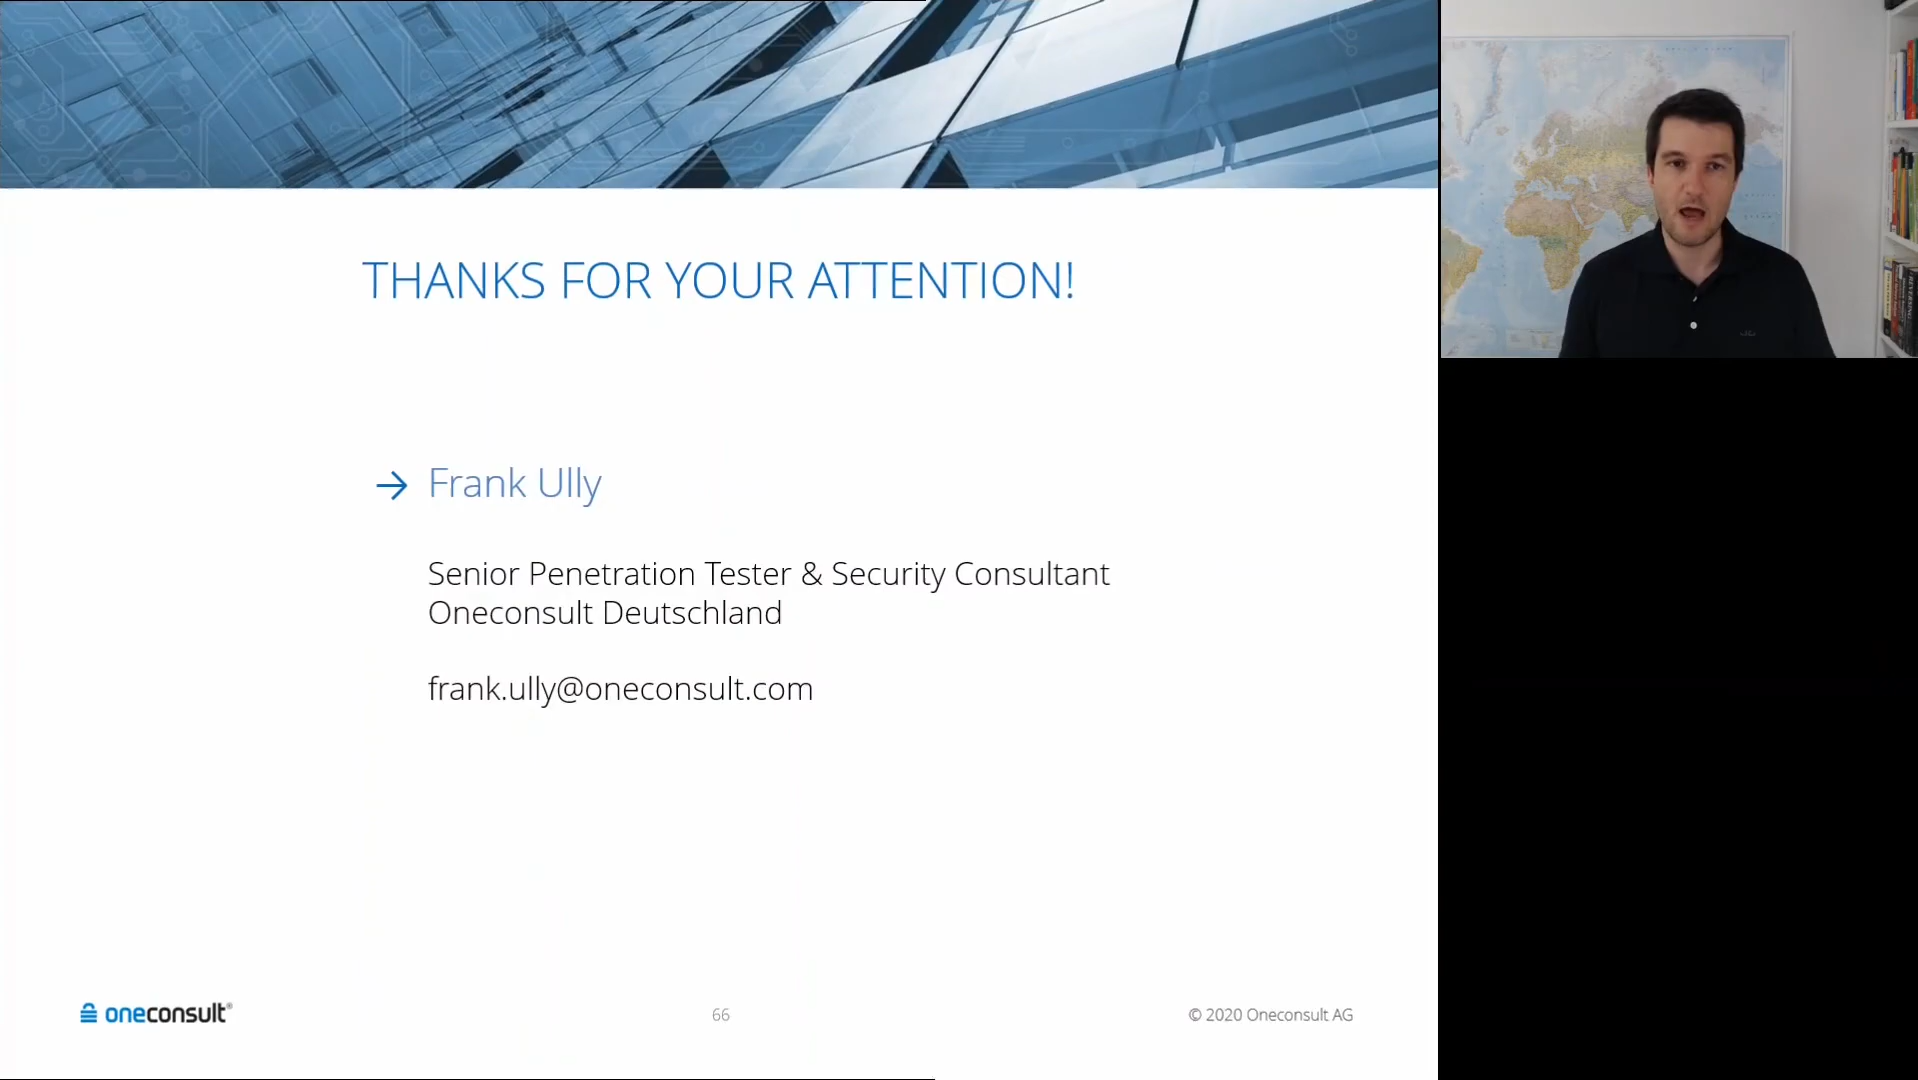 THANKS FOR YOUR ATTENTION!
→ Frank Ully
Senior Penetration Tester & Security Consultant
Oneconsult Deutschland
frank.ully@oneconsult.com
oneconsult®
66
© 2020 Oneconsult AG